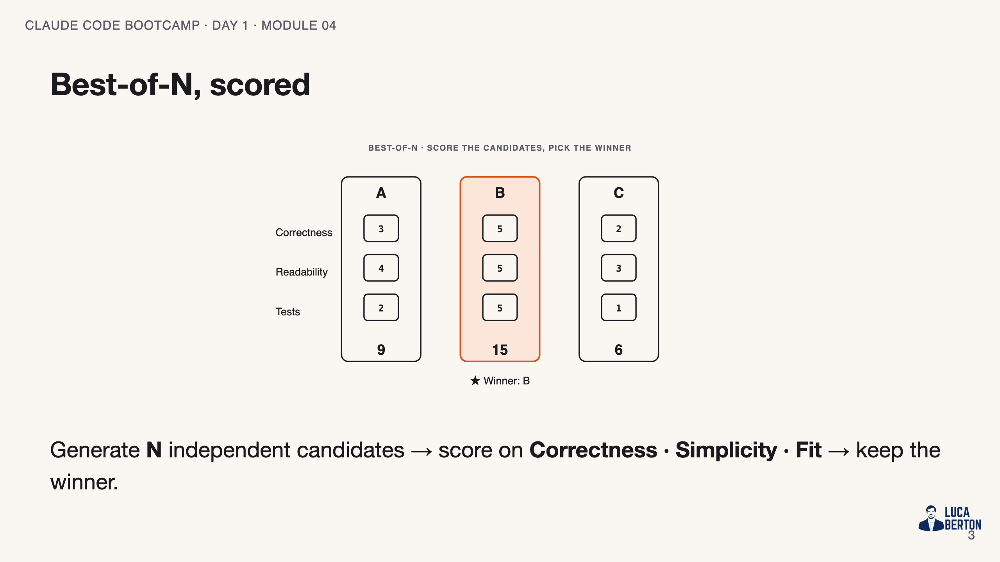 CLAUDE CODE BOOTCAMP · DAY 1 · MODULE 04
Best-of-N, scored
BEST-OF-N · SCORE THE CANDIDATES, PICK THE WINNER
A B C
Correctness 3 5 2
Readability 4 5 3
Tests 2 5 1
9 15 6
★ Winner: B
Generate N independent candidates → score on Correctness · Simplicity · Fit → keep the
winner.
LUCA
BERTON
3